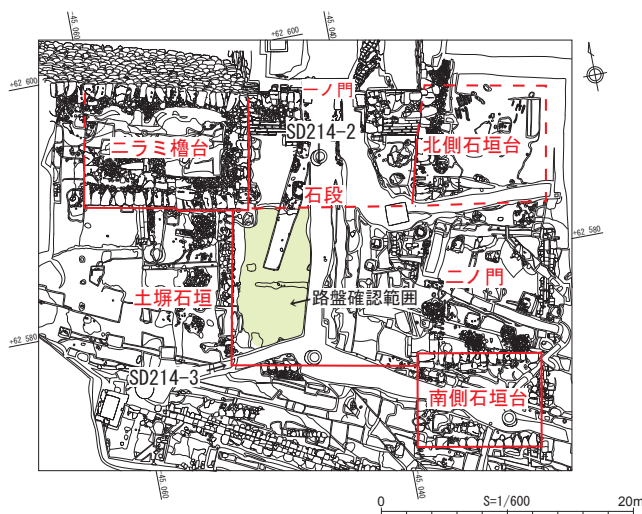 -45 060
+62 600
-45 040
+62 600
一ノ門
SD214-2
ニラミ櫓台
北側石垣台
石段
+62 580
二ノ門
土塀石垣
路盤確認範囲
+62 580
SD214-3
南側石垣台
-45 060
-45 040
0 S=1/600 20m